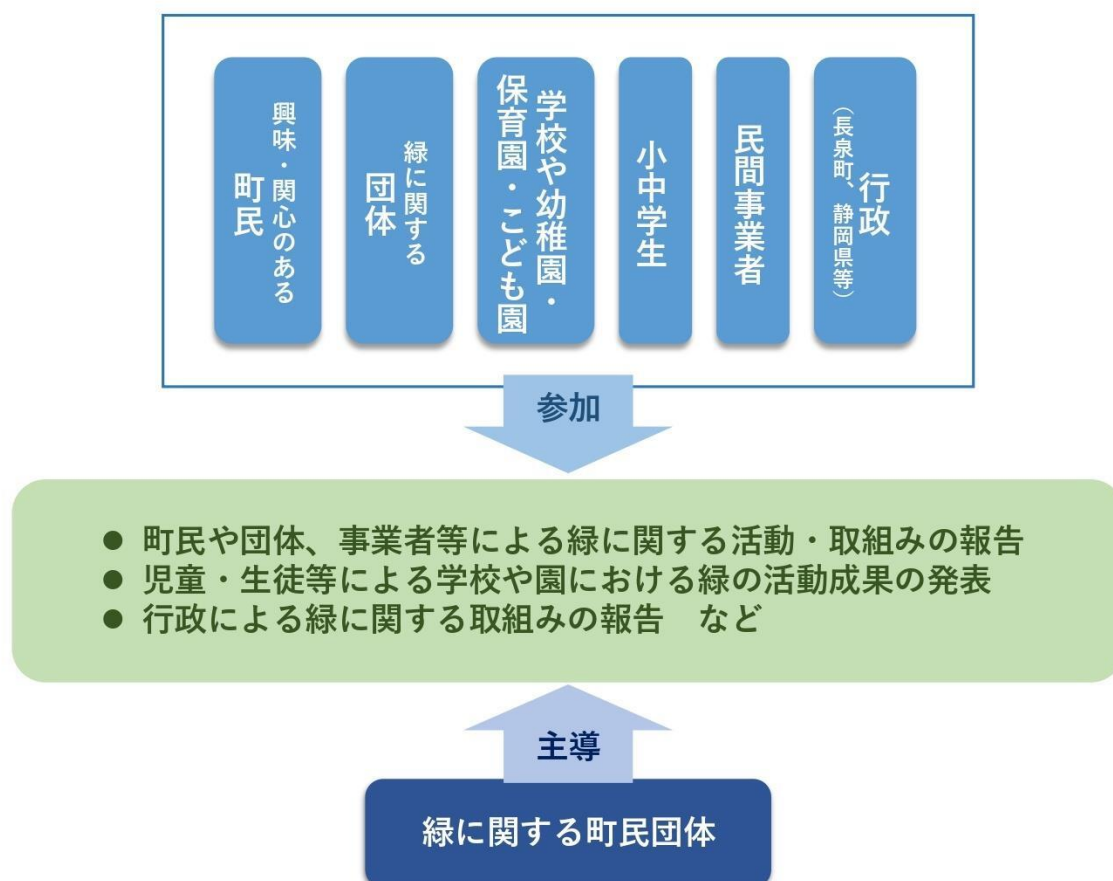 興味・関心のある
町民
緑に関する
団体
学校や幼稚園・
保育園・こども園
小中学生
民間事業者
行政
（長泉町、静岡県等）
参加
● 町民や団体、事業者等による緑に関する活動・取組みの報告
● 児童・生徒等による学校や園における緑の活動成果の発表
● 行政による緑に関する取組みの報告　など
主導
緑に関する町民団体